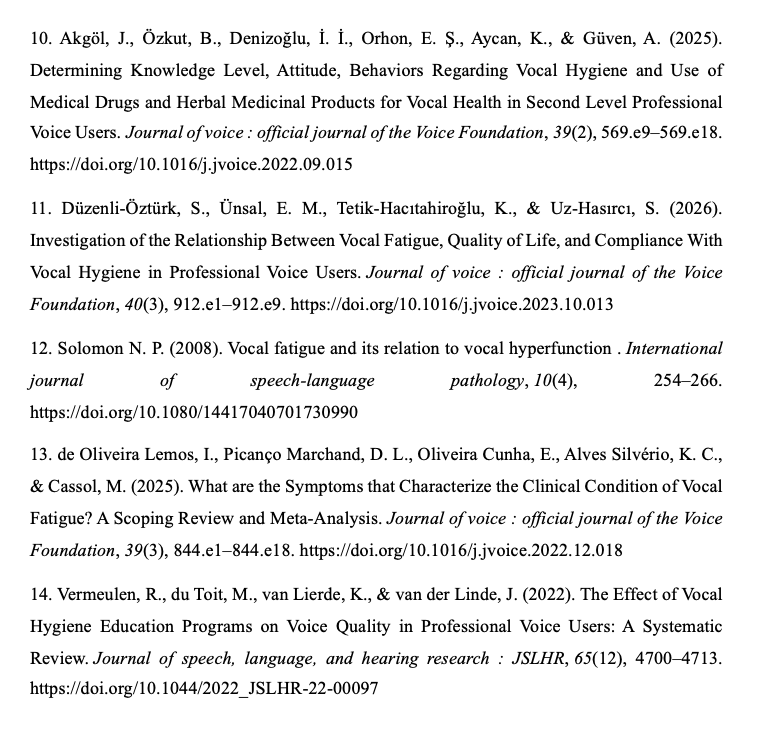 10. Akgöl, J., Özkut, B., Denizoğlu, İ. İ., Orhon, E. Ş., Aycan, K., & Güven, A. (2025).
Determining Knowledge Level, Attitude, Behaviors Regarding Vocal Hygiene and Use of
Medical Drugs and Herbal Medicinal Products for Vocal Health in Second Level Professional
Voice Users. Journal of voice : official journal of the Voice Foundation, 39(2), 569.e9–569.e18.
https://doi.org/10.1016/j.jvoice.2022.09.015
11. Düzenli-Öztürk, S., Ünsal, E. M., Tetik-Hacıtahiroğlu, K., & Uz-Hasırcı, S. (2026).
Investigation of the Relationship Between Vocal Fatigue, Quality of Life, and Compliance With
Vocal Hygiene in Professional Voice Users. Journal of voice : official journal of the Voice
Foundation, 40(3), 912.e1–912.e9. https://doi.org/10.1016/j.jvoice.2023.10.013
12. Solomon N. P. (2008). Vocal fatigue and its relation to vocal hyperfunction . International
journal of speech-language pathology, 10(4), 254–266.
https://doi.org/10.1080/14417040701730990
13. de Oliveira Lemos, I., Picanço Marchand, D. L., Oliveira Cunha, E., Alves Silvério, K. C.,
& Cassol, M. (2025). What are the Symptoms that Characterize the Clinical Condition of Vocal
Fatigue? A Scoping Review and Meta-Analysis. Journal of voice : official journal of the Voice
Foundation, 39(3), 844.e1–844.e18. https://doi.org/10.1016/j.jvoice.2022.12.018
14. Vermeulen, R., du Toit, M., van Lierde, K., & van der Linde, J. (2022). The Effect of Vocal
Hygiene Education Programs on Voice Quality in Professional Voice Users: A Systematic
Review. Journal of speech, language, and hearing research : JSLHR, 65(12), 4700–4713.
https://doi.org/10.1044/2022_JSLHR-22-00097